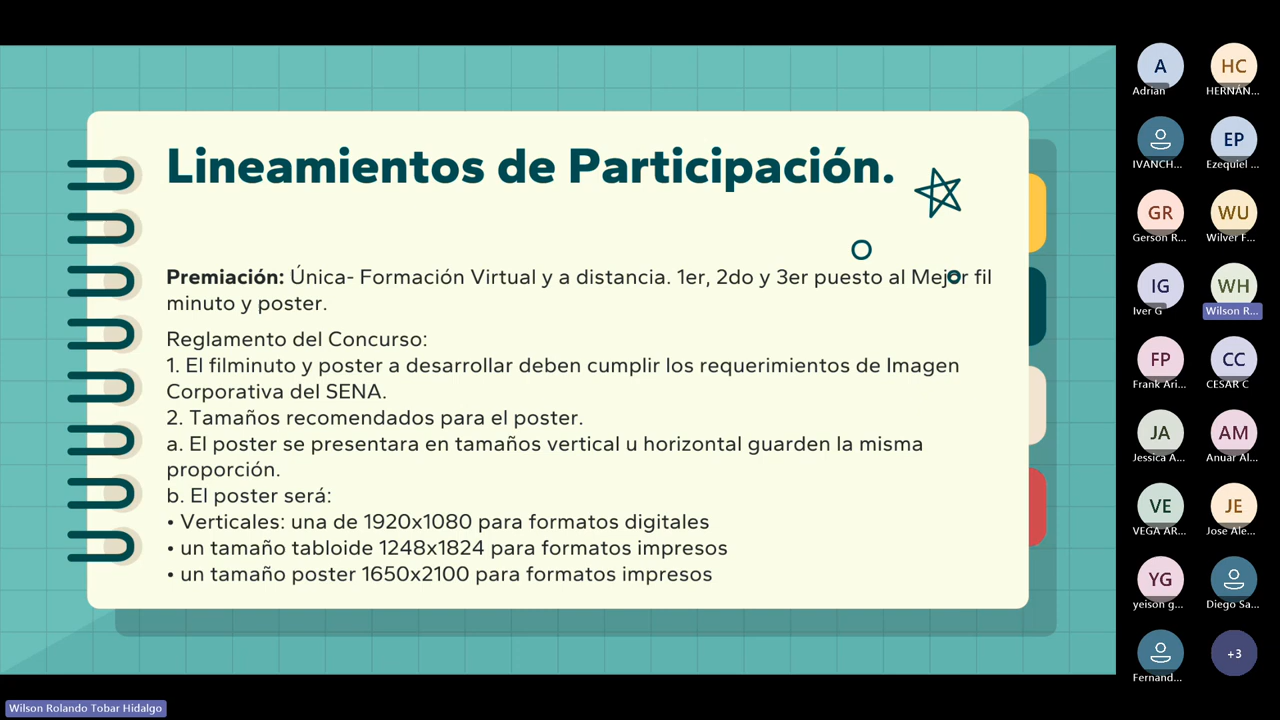 Lineamientos de Participación.
Premiación: Única- Formación Virtual y a distancia. 1er, 2do y 3er puesto al Mejor fil
minuto y poster.
Reglamento del Concurso:
1. El filminuto y poster a desarrollar deben cumplir los requerimientos de Imagen
Corporativa del SENA.
2. Tamaños recomendados para el poster.
a. El poster se presentara en tamaños vertical u horizontal guarden la misma
proporción.
b. El poster será:
• Verticales: una de 1920x1080 para formatos digitales
• un tamaño tabloide 1248x1824 para formatos impresos
• un tamaño poster 1650x2100 para formatos impresos
A
Adrian
HC
HERNÁN...
IVANCH...
EP
Ezequiel ...
GR
Gerson R...
WU
Wilver F...
IG
Iver G
WH
Wilson R...
FP
Frank Ari...
CC
CESAR C
JA
Jessica A...
AM
Anuar Al...
VE
VEGA AR...
JE
Jose Ale...
YG
yeison g...
Diego Sa...
Fernand...
+3
Wilson Rolando Tobar Hidalgo